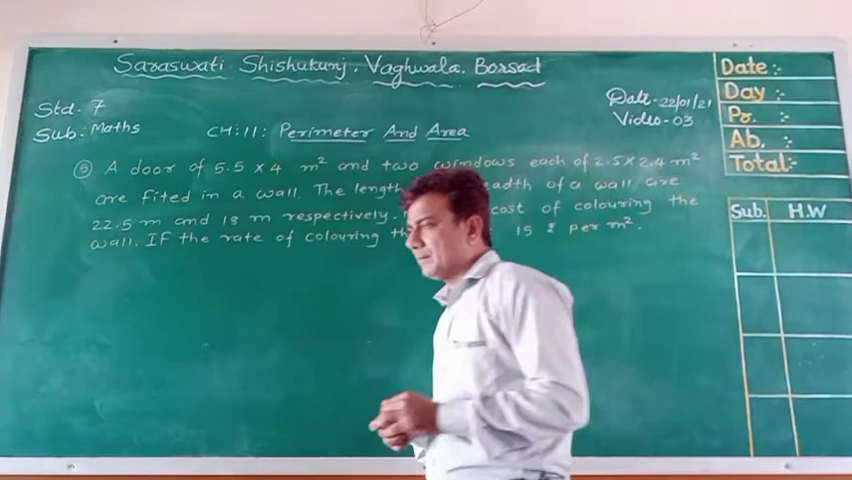 Saraswati Shishukunj, Vaghwala. Borsad
Std. 7
Sub: Maths
Date - 22/01/21
Video - 03
CH:11: Perimeter And Area
⑤ A door of 5.5 × 4 m² and two windows each of 2.5 × 2.4 m²
are fited in a wall. The length adth of a wall are
22.5 m and 18 m respectively. cost of colouring the
wall. IF the rate of colouring th 15 ₹ per m².
Date:-
Day :-
Pr. :-
Ab. :-
Total:-
Sub. H.W